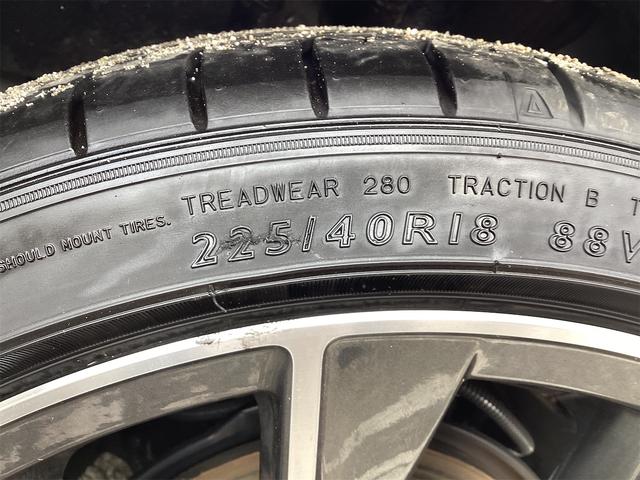 SHOULD MOUNT TIRES. TREADWEAR 280 TRACTION B T
225/40R18 88V